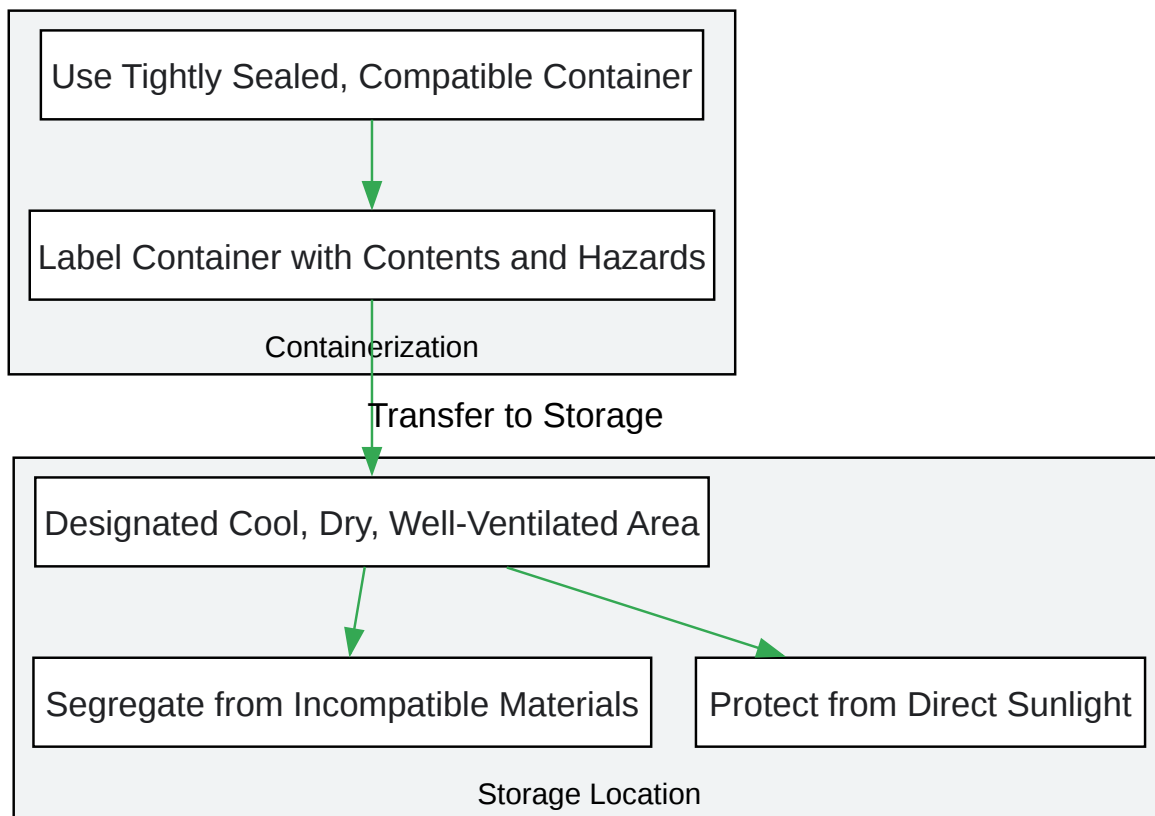 Use Tightly Sealed, Compatible Container
Label Container with Contents and Hazards
Containerization
Transfer to Storage
Designated Cool, Dry, Well-Ventilated Area
Segregate from Incompatible Materials
Protect from Direct Sunlight
Storage Location